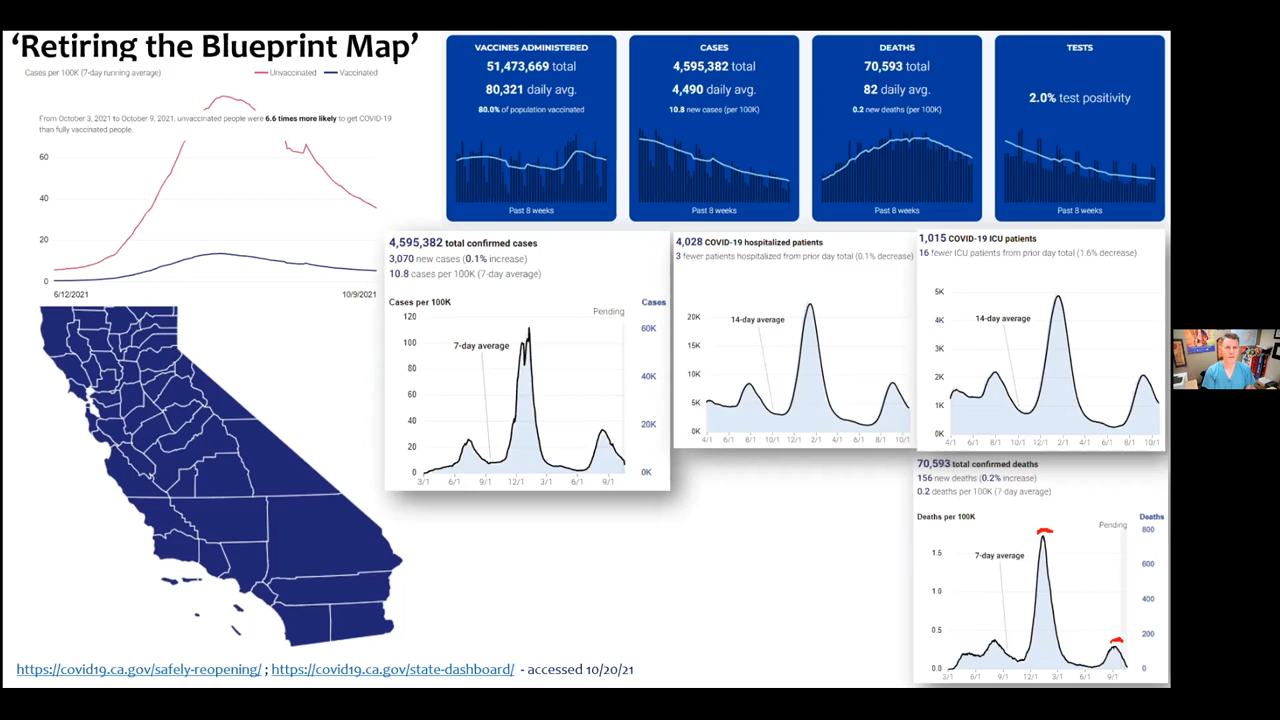 ‘Retiring the Blueprint Map’
Cases per 100K (7-day running average)
Unvaccinated
Vaccinated
From October 3, 2021 to October 9, 2021, unvaccinated people were 6.6 times more likely to get COVID-19
than fully vaccinated people.
60
40
20
0
6/12/2021
10/9/2021
VACCINES ADMINISTERED
51,473,669 total
80,321 daily avg.
80.0% of population vaccinated
Past 8 weeks
CASES
4,595,382 total
4,490 daily avg.
10.8 new cases (per 100K)
Past 8 weeks
DEATHS
70,593 total
82 daily avg.
0.2 new deaths (per 100K)
Past 8 weeks
TESTS
2.0% test positivity
Past 8 weeks
4,595,382 total confirmed cases
3,070 new cases (0.1% increase)
10.8 cases per 100K (7-day average)
Cases per 100K
Cases
Pending
120
100
80
60
40
20
0
60K
40K
20K
0K
7-day average
3/1 6/1 9/1 12/1 3/1 6/1 9/1
4,028 COVID-19 hospitalized patients
3 fewer patients hospitalized from prior day total (0.1% decrease)
14-day average
20K
15K
10K
5K
0K
4/1 6/1 8/1 10/1 12/1 2/1 4/1 6/1 8/1 10/1
1,015 COVID-19 ICU patients
16 fewer ICU patients from prior day total (1.6% decrease)
14-day average
5K
4K
3K
2K
1K
0K
4/1 6/1 8/1 10/1 12/1 2/1 4/1 6/1 8/1 10/1
70,593 total confirmed deaths
156 new deaths (0.2% increase)
0.2 deaths per 100K (7-day average)
Deaths per 100K
Deaths
Pending
1.5
1.0
0.5
0.0
800
600
400
200
0
7-day average
3/1 6/1 9/1 12/1 3/1 6/1 9/1
https://covid19.ca.gov/safely-reopening/ ; https://covid19.ca.gov/state-dashboard/ - accessed 10/20/21